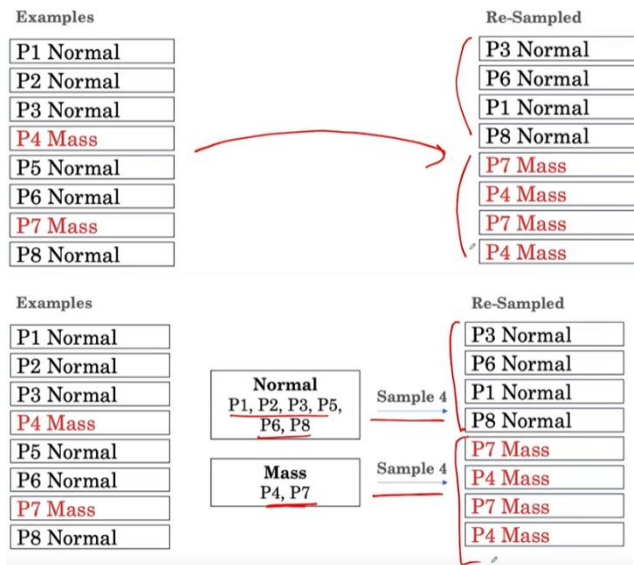 Examples
P1 Normal
P2 Normal
P3 Normal
P4 Mass
P5 Normal
P6 Normal
P7 Mass
P8 Normal
Re-Sampled
P3 Normal
P6 Normal
P1 Normal
P8 Normal
P7 Mass
P4 Mass
P7 Mass
P4 Mass
Examples
P1 Normal
P2 Normal
P3 Normal
P4 Mass
P5 Normal
P6 Normal
P7 Mass
P8 Normal
Normal
P1, P2, P3, P5,
P6, P8
Sample 4
Mass
P4, P7
Sample 4
Re-Sampled
P3 Normal
P6 Normal
P1 Normal
P8 Normal
P7 Mass
P4 Mass
P7 Mass
P4 Mass